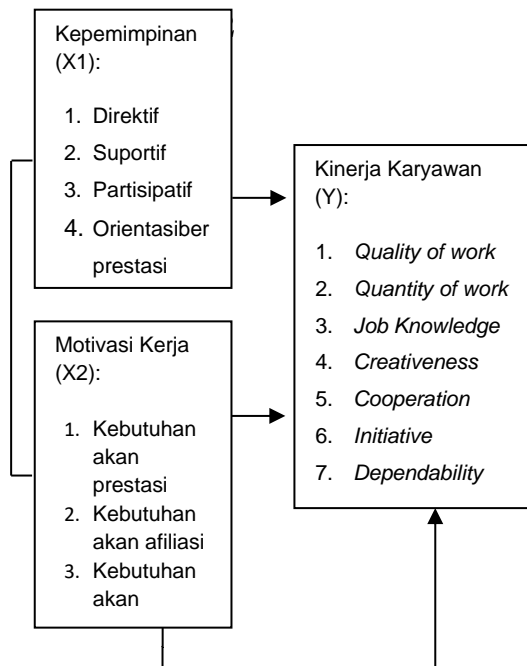 Kepemimpinan
(X1):
1. Direktif
2. Suportif
3. Partisipatif
4. Orientasiber
prestasi
Motivasi Kerja
(X2):
1. Kebutuhan
akan
prestasi
2. Kebutuhan
akan afiliasi
3. Kebutuhan
akan
Kinerja Karyawan
(Y):
1. Quality of work
2. Quantity of work
3. Job Knowledge
4. Creativeness
5. Cooperation
6. Initiative
7. Dependability